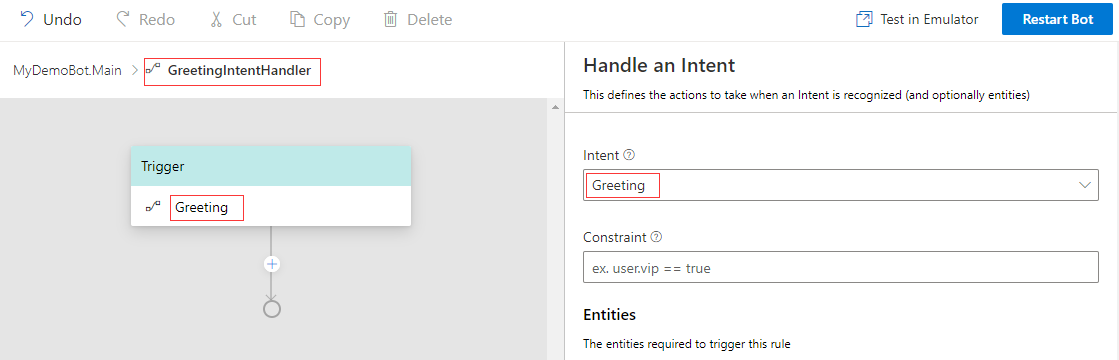 Undo Redo Cut Copy Delete Test in Emulator Restart Bot
MyDemoBot.Main > GreetingIntentHandler
Trigger
Greeting
Handle an Intent
This defines the actions to take when an Intent is recognized (and optionally entities)
Intent ?
Greeting
Constraint ?
ex. user.vip == true
Entities
The entities required to trigger this rule